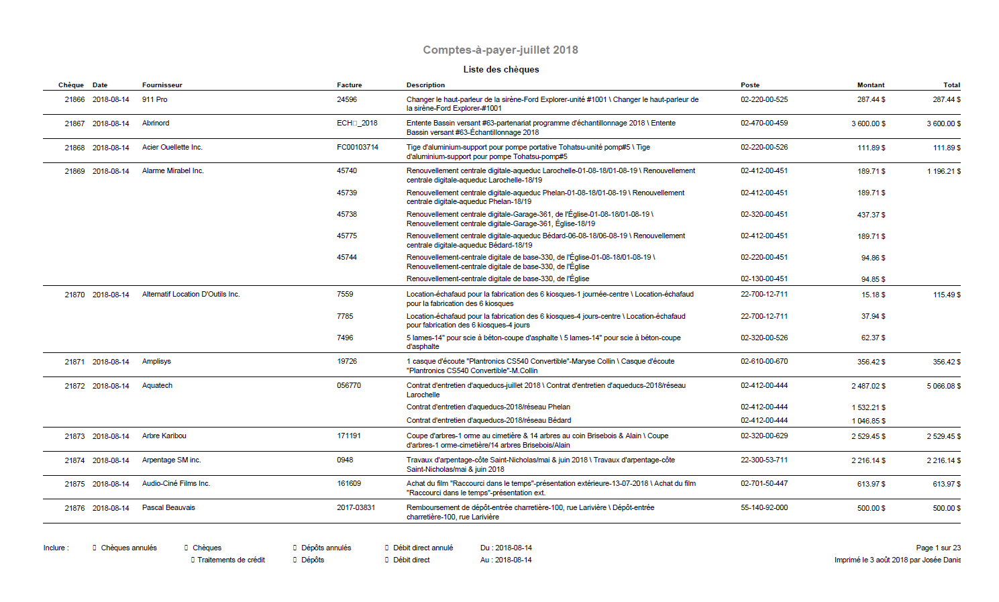 Comptes-à-payer-juillet 2018
Liste des chèques
Chèque Date Fournisseur Facture Description Poste Montant Total
21866 2018-08-14 911 Pro 24596 Changer le haut-parleur de la sirène-Ford Explorer-unité #1001 \ Changer le haut-parleur de 02-220-00-525 287.44 $ 287.44 $
la sirène-Ford Explorer-#1001
21867 2018-08-14 Abrinord ECH□_2018 Entente Bassin versant #63-partenariat programme d'échantillonnage 2018 \ Entente 02-470-00-459 3 600.00 $ 3 600.00 $
Bassin versant #63-Échantillonnage 2018
21868 2018-08-14 Acier Ouellette Inc. FC00103714 Tige d'aluminium-support pour pompe portative Tohatsu-unité pomp#5 \ Tige 02-220-00-526 111.89 $ 111.89 $
d'aluminium-support pour pompe Tohatsu-pomp#5
21869 2018-08-14 Alarme Mirabel Inc. 45740 Renouvellement centrale digitale-aqueduc Larochelle-01-08-18/01-08-19 \ Renouvellement 02-412-00-451 189.71 $ 1 196.21 $
centrale digitale-aqueduc Larochelle-18/19
45739 Renouvellement centrale digitale-aqueduc Phelan-01-08-18/01-08-19 \ Renouvellement 02-412-00-451 189.71 $
centrale digitale-aqueduc Phelan-18/19
45738 Renouvellement centrale digitale-Garage-361, de l'Église-01-08-18/01-08-19 \ 02-320-00-451 437.37 $
Renouvellement centrale digitale-Garage-361, Église-18/19
45775 Renouvellement centrale digitale-aqueduc Bédard-06-08-18/06-08-19 \ Renouvellement 02-412-00-451 189.71 $
centrale digitale-aqueduc Bédard-18/19
45744 Renouvellement-centrale digitale de base-330, de l'Église-01-08-18/01-08-19 \ 02-220-00-451 94.86 $
Renouvellement-centrale digitale de base-330, de l'Église
Renouvellement-centrale digitale de base-330, de l'Église 02-130-00-451 94.85 $
21870 2018-08-14 Alternatif Location D'Outils Inc. 7559 Location-échafaud pour la fabrication des 6 kiosques-1 journée-centre \ Location-échafaud 22-700-12-711 15.18 $ 115.49 $
pour la fabrication des 6 kiosques
7785 Location-échafaud pour la fabrication des 6 kiosques-4 jours-centre \ Location-échafaud 22-700-12-711 37.94 $
pour fabrication des 6 kiosques-4 jours
7496 5 lames-14" pour scie à béton-coupe d'asphalte \ 5 lames-14" pour scie à béton-coupe 02-320-00-526 62.37 $
d'asphalte
21871 2018-08-14 Amplisys 19726 1 casque d'écoute "Plantronics CS540 Convertible"-Maryse Collin \ Casque d'écoute 02-610-00-670 356.42 $ 356.42 $
"Plantronics CS540 Convertible"-M.Collin
21872 2018-08-14 Aquatech 056770 Contrat d'entretien d'aqueducs-juillet 2018 \ Contrat d'entretien d'aqueducs-2018/réseau 02-412-00-444 2 487.02 $ 5 066.08 $
Larochelle
Contrat d'entretien d'aqueducs-2018/réseau Phelan 02-412-00-444 1 532.21 $
Contrat d'entretien d'aqueducs-2018/réseau Bédard 02-412-00-444 1 046.85 $
21873 2018-08-14 Arbre Karibou 171191 Coupe d'arbres-1 orme au cimetière & 14 arbres au coin Brisebois & Alain \ Coupe 02-320-00-629 2 529.45 $ 2 529.45 $
d'arbres-1 orme-cimetière/14 arbres Brisebois/Alain
21874 2018-08-14 Arpentage SM inc. 0948 Travaux d'arpentage-côte Saint-Nicholas/mai & juin 2018 \ Travaux d'arpentage-côte 22-300-53-711 2 216.14 $ 2 216.14 $
Saint-Nicholas/mai & juin 2018
21875 2018-08-14 Audio-Ciné Films Inc. 161609 Achat du film "Raccourci dans le temps"-présentation extérieure-13-07-2018 \ Achat du film 02-701-50-447 613.97 $ 613.97 $
"Raccourci dans le temps"-présentation ext.
21876 2018-08-14 Pascal Beauvais 2017-03831 Remboursement de dépôt-entrée charretière-100, rue Larivière \ Dépôt-entrée 55-140-92-000 500.00 $ 500.00 $
charretière-100, rue Larivière
Inclure : Chèques annulés Chèques Dépôts annulés Débit direct annulé Du : 2018-08-14 Page 1 sur 23
Traitements de crédit Dépôts Débit direct Au : 2018-08-14 Imprimé le 3 août 2018 par Josée Danis